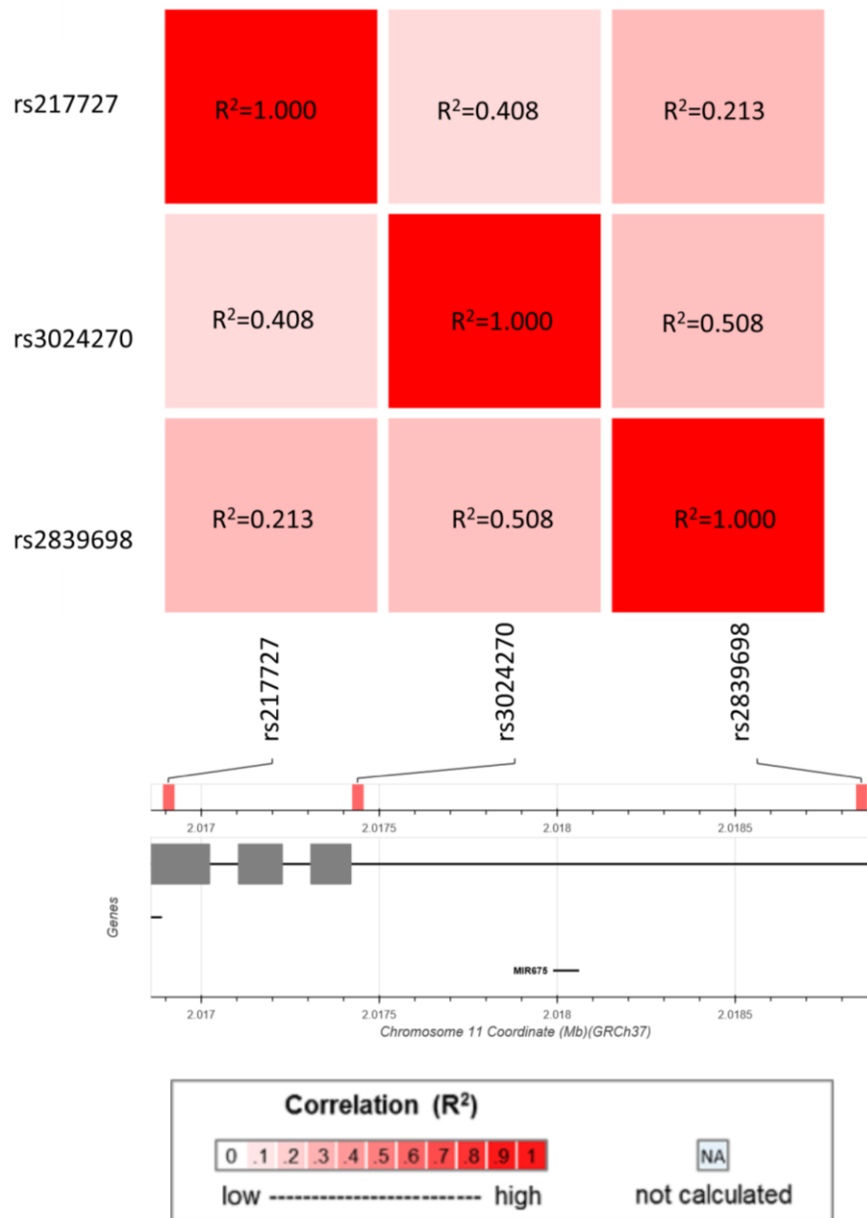 rs217727 R²=1.000 R²=0.408 R²=0.213
rs3024270 R²=0.408 R²=1.000 R²=0.508
rs2839698 R²=0.213 R²=0.508 R²=1.000
rs217727 rs3024270 rs2839698
2.017 2.0175 2.018 2.0185
Genes
MIR675
2.017 2.0175 2.018 2.0185
Chromosome 11 Coordinate (Mb)(GRCh37)
Correlation (R²)
0 .1 .2 .3 .4 .5 .6 .7 .8 .9 1 NA
low ----------------------- high not calculated